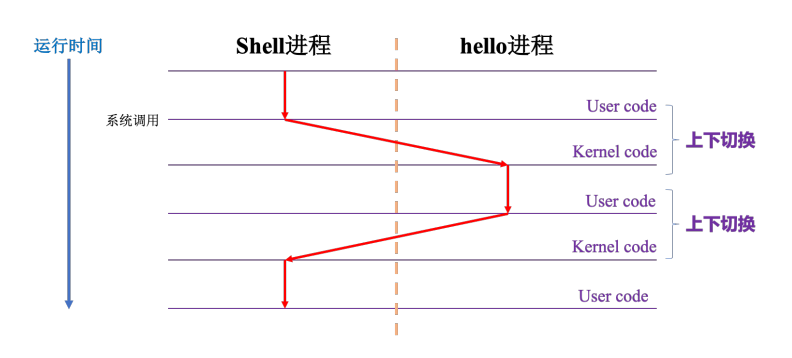 运行时间
Shell进程
hello进程
User code
系统调用
上下切换
Kernel code
User code
上下切换
Kernel code
User code